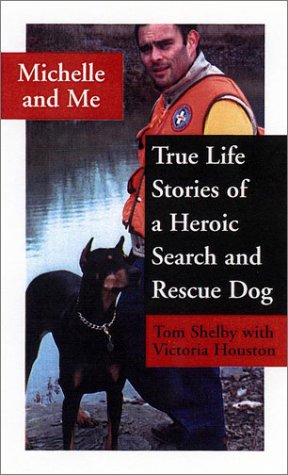 Michelle
and Me
True Life
Stories of
a Heroic
Search and
Rescue Dog
Tom Shelby with
Victoria Houston